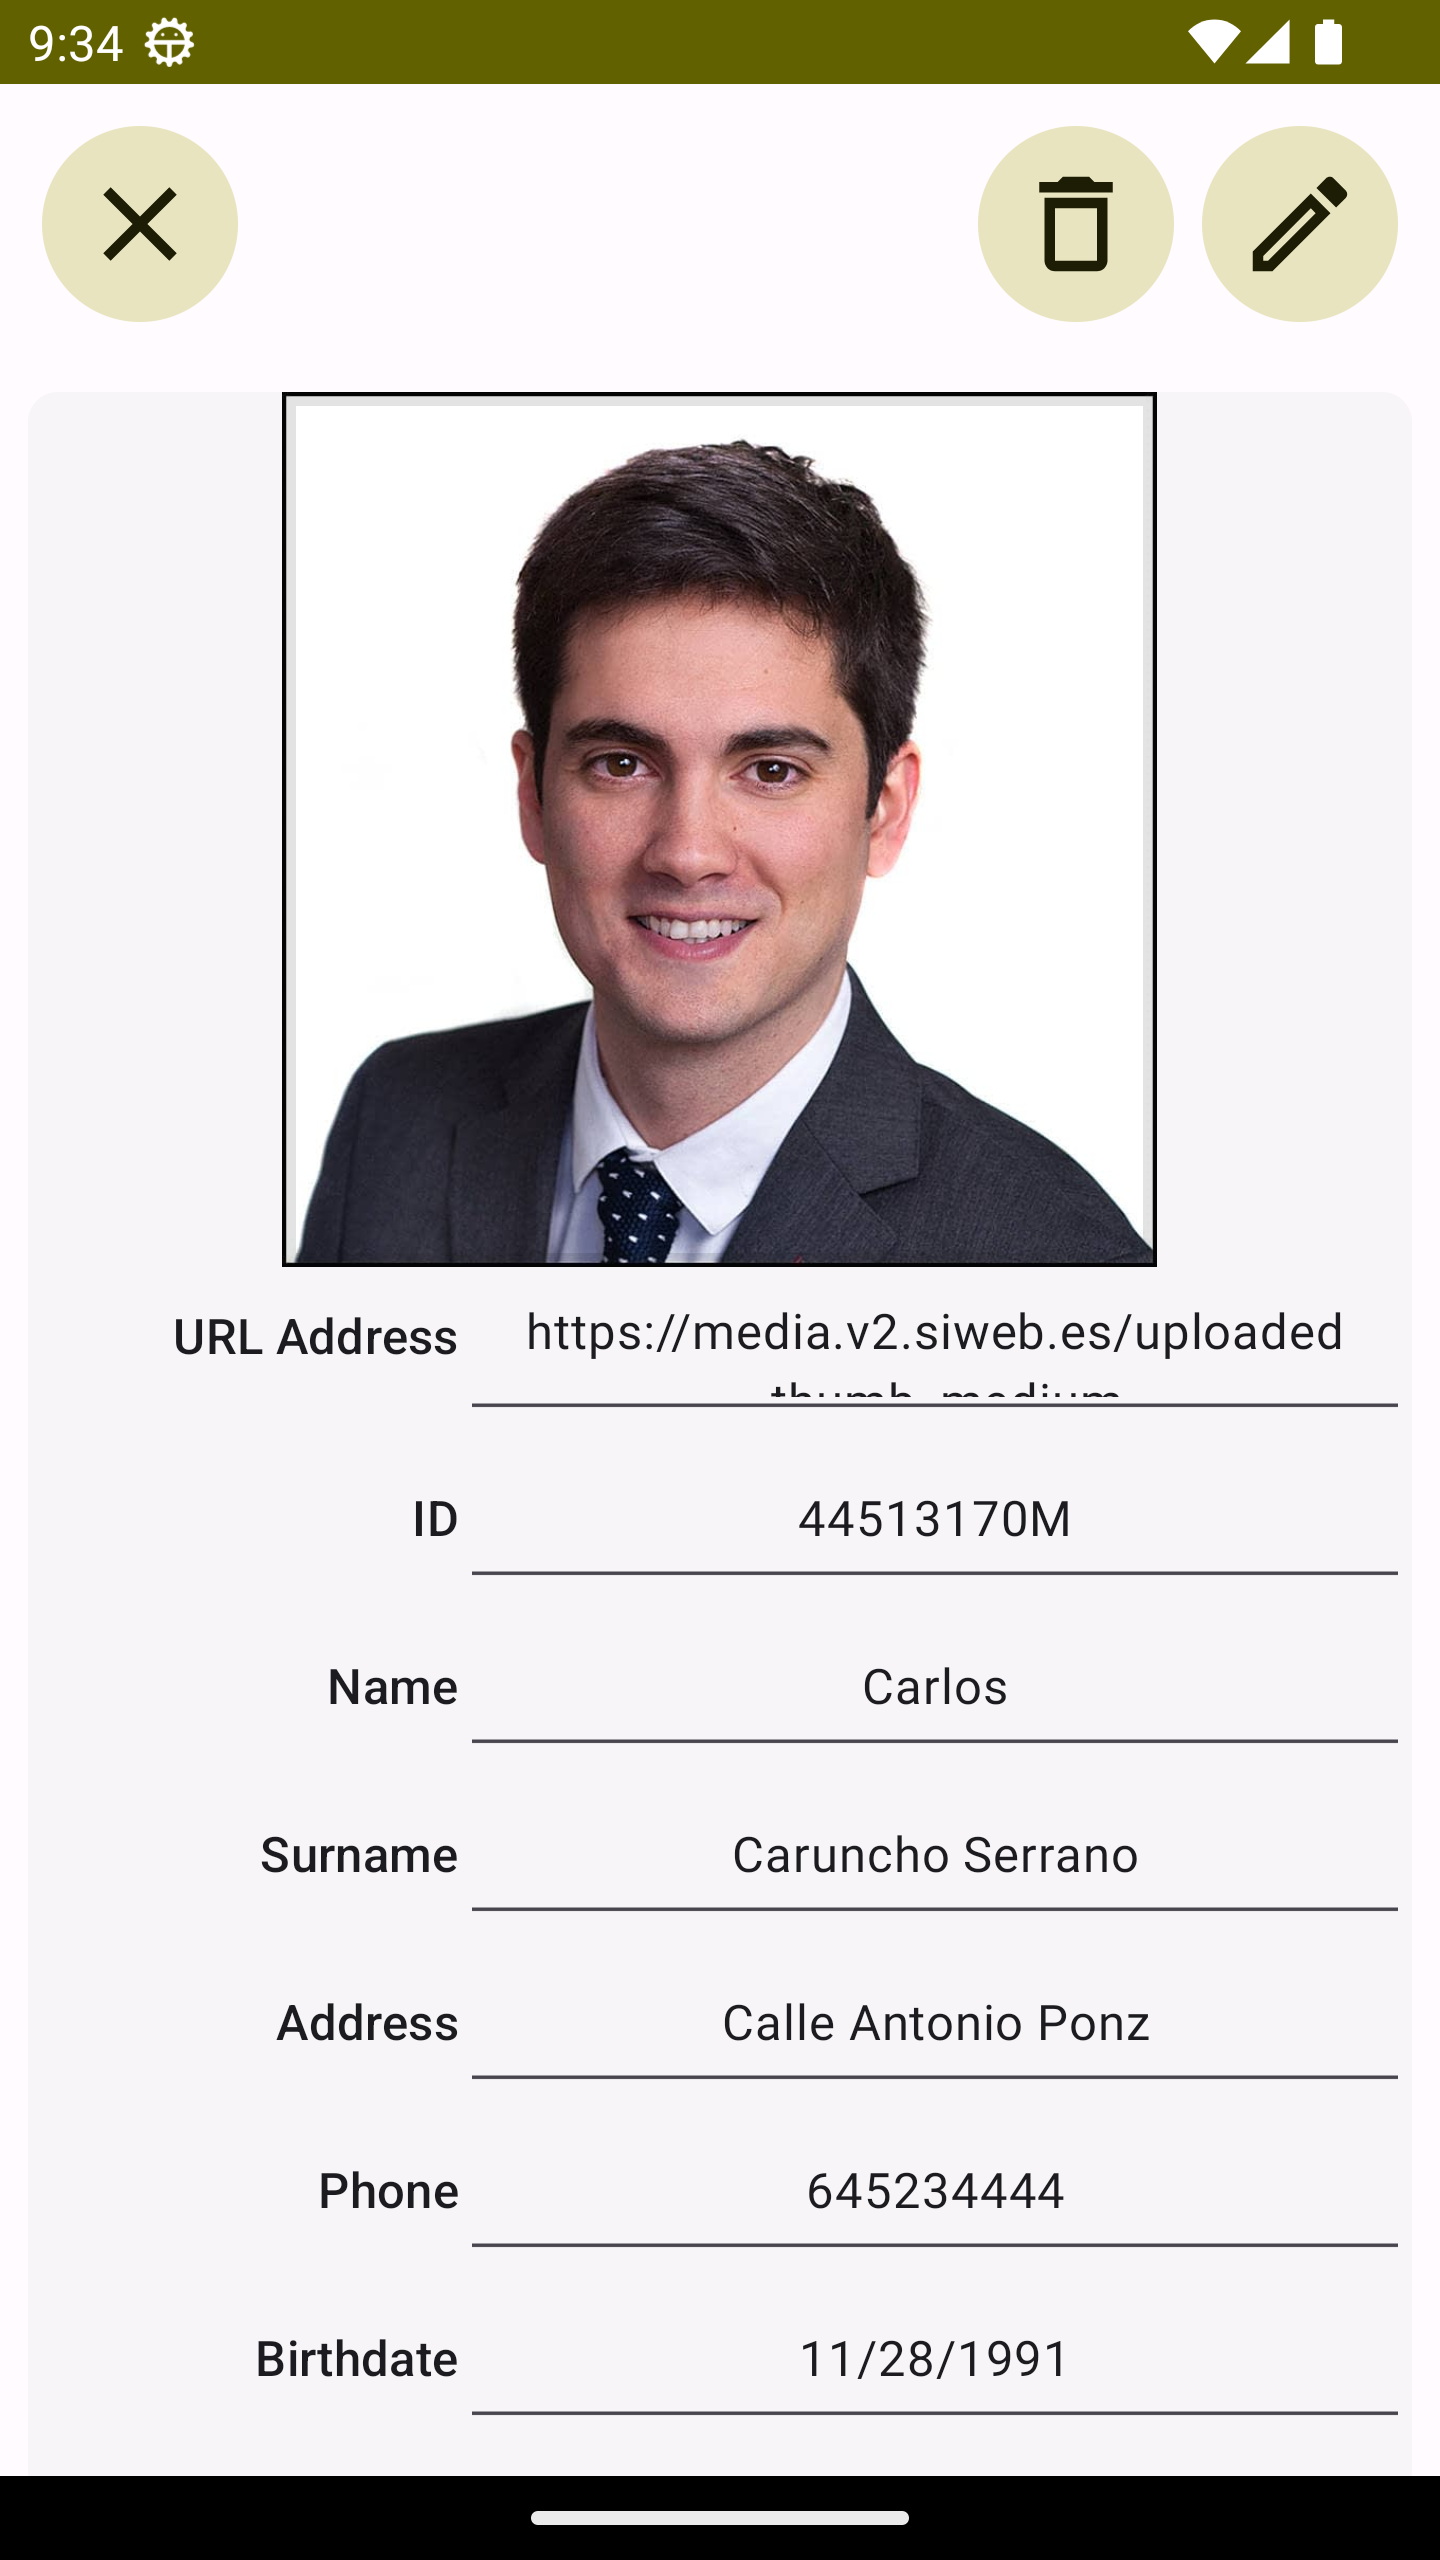 9:34
URL Address https://media.v2.siweb.es/uploaded
thumb_medium
ID 44513170M
Name Carlos
Surname Caruncho Serrano
Address Calle Antonio Ponz
Phone 645234444
Birthdate 11/28/1991